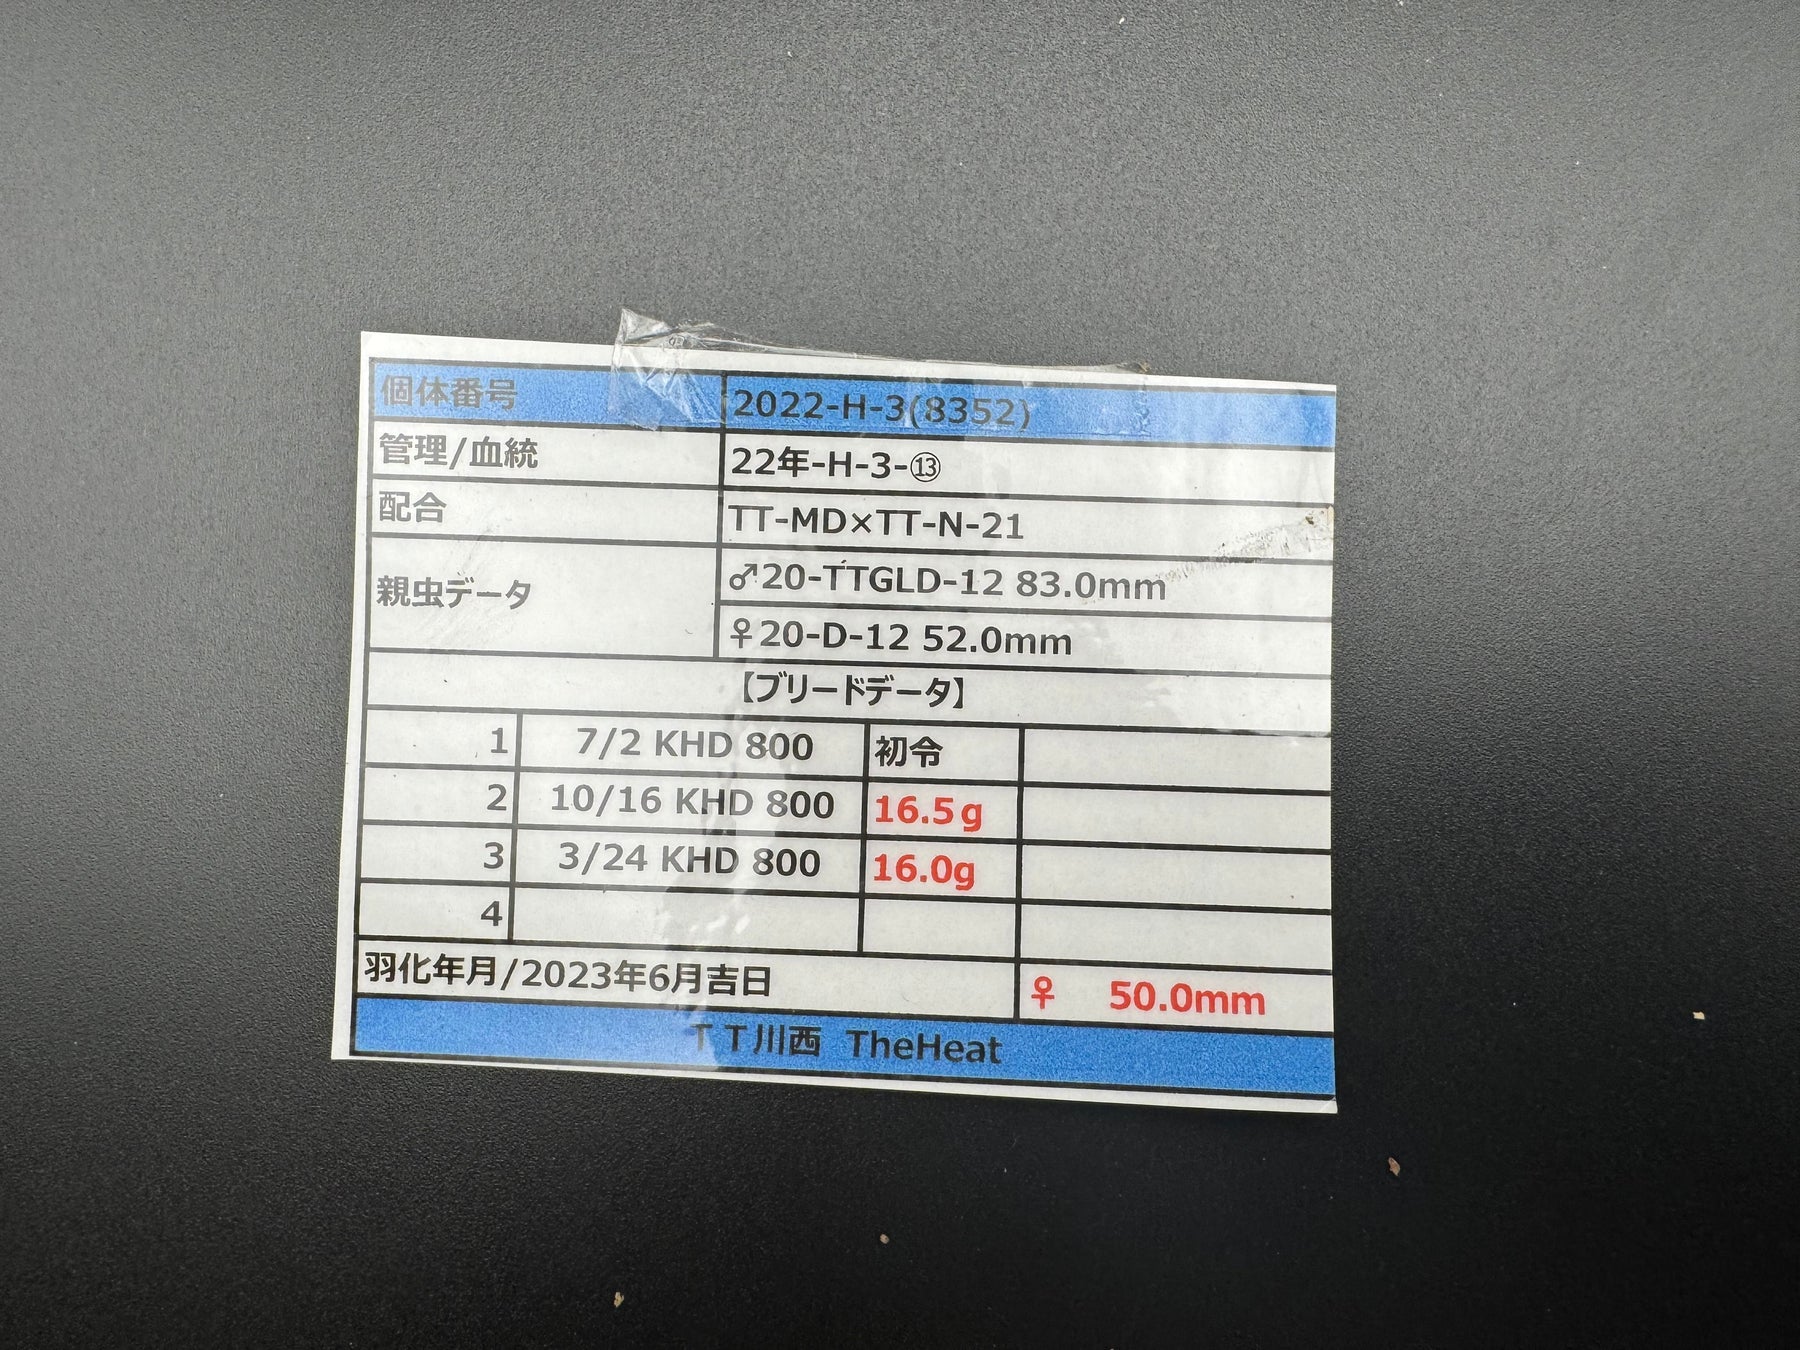 個体番号 2022-H-3(8352)
管理/血統 22年-H-3-⑬
配合 TT-MD×TT-N-21
親虫データ ♂20-TTGLD-12 83.0mm
♀20-D-12 52.0mm
【ブリードデータ】
1 7/2 KHD 800 初令
2 10/16 KHD 800 16.5g
3 3/24 KHD 800 16.0g
4
羽化年月/2023年6月吉日 ♀ 50.0mm
ＴＴ川西 TheHeat